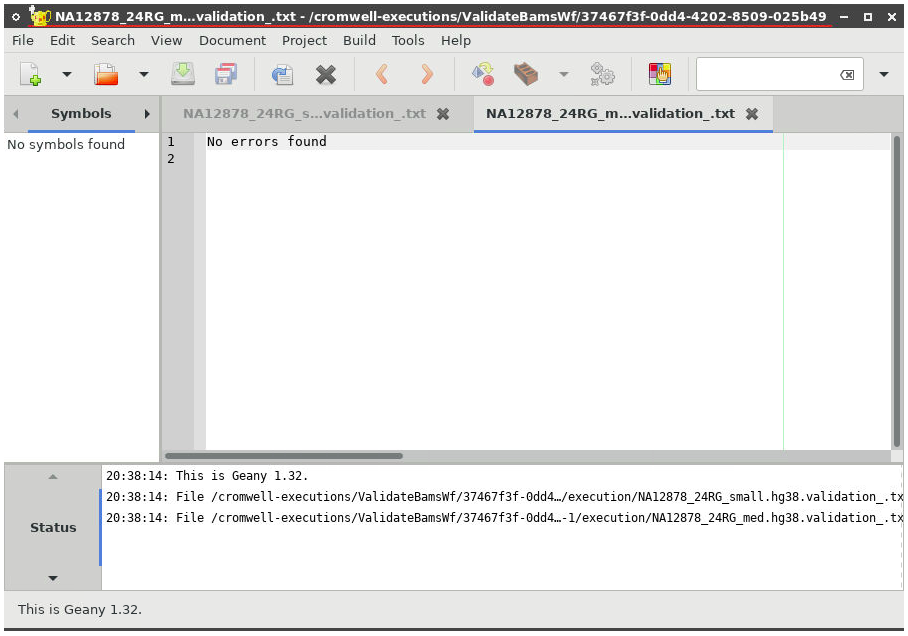 NA12878_24RG_m...validation_.txt - /cromwell-executions/ValidateBamsWf/37467f3f-0dd4-4202-8509-025b49
File Edit Search View Document Project Build Tools Help
Symbols
NA12878_24RG_s...validation_.txt
NA12878_24RG_m...validation_.txt
No symbols found
1 No errors found
2
20:38:14: This is Geany 1.32.
20:38:14: File /cromwell-executions/ValidateBamsWf/37467f3f-0dd4…/execution/NA12878_24RG_small.hg38.validation_.tx
20:38:14: File /cromwell-executions/ValidateBamsWf/37467f3f-0dd4…-1/execution/NA12878_24RG_med.hg38.validation_.tx
Status
This is Geany 1.32.